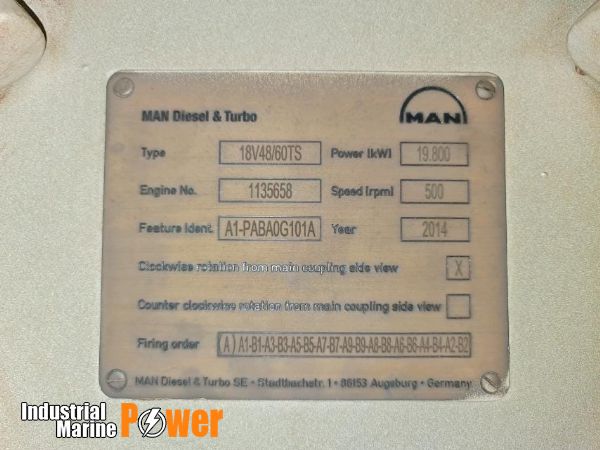 MAN Diesel & Turbo
MAN
Type 18V48/60TS Power [kW] 19.800
Engine No. 1135658 Speed [rpm] 500
Feature Ident. A1-PABA0G101A Year 2014
Clockwise rotation from main coupling side view X
Counter clockwise rotation from main coupling side view
Firing order (A) A1-B1-A3-B3-A5-B5-A7-B7-A9-B9-A8-B8-A6-B6-A4-B4-A2-B2
MAN Diesel & Turbo SE • Stadtbachstr. 1 • 86153 Augsburg • Germany
Industrial
Marine Power